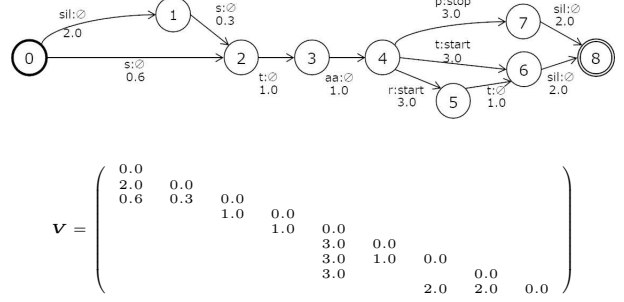 p:stop
3.0
sil:∅
2.0
sil:∅
2.0
s:∅
0.3
t:start
3.0
s:∅
0.6
t:∅
1.0
aa:∅
1.0
r:start
3.0
t:∅
1.0
sil:∅
2.0
0
1
2
3
4
5
6
7
8
V =
0.0
2.0 0.0
0.6 0.3 0.0
1.0 0.0
1.0 0.0
3.0 0.0
3.0 1.0 0.0
3.0 0.0
2.0 2.0 0.0